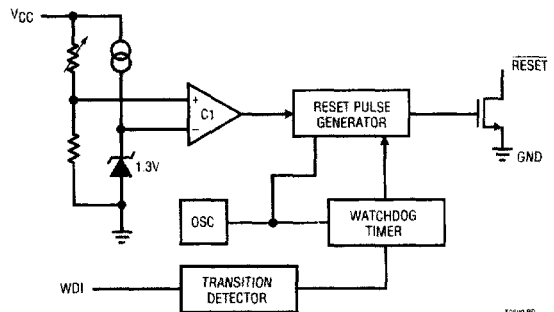 VCC
RESET
+
C1
–
RESET PULSE
GENERATOR
1.3V
GND
OSC
WATCHDOG
TIMER
WDI
TRANSITION
DETECTOR